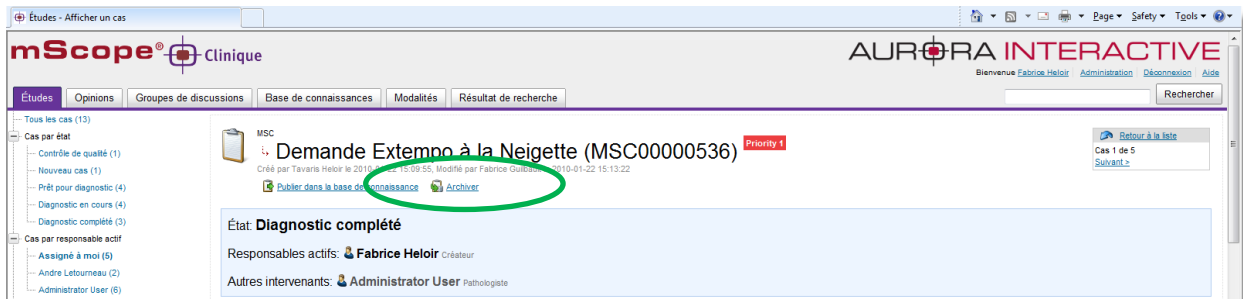 Études - Afficher un cas
Page Safety Tools
mScope® Clinique
AURORA INTERACTIVE
Bienvenue Fabrice Heloir Administration Déconnexion Aide
Études Opinions Groupes de discussions Base de connaissances Modalités Résultat de recherche Rechercher
Tous les cas (13)
Cas par état
Contrôle de qualité (1)
Nouveau cas (1)
Prêt pour diagnostic (4)
Diagnostic en cours (4)
Diagnostic complété (3)
Cas par responsable actif
Assigné à moi (5)
Andre Letourneau (2)
Administrator User (6)
MSC
Demande Extempo à la Neigette (MSC00000536) Priority 1
Créé par Tavaris Heloir le 2010-01-22 15:09:55, Modifié par Fabrice 2010-01-22 15:13:22
Publier dans la base de connaissance Archiver
Retour à la liste
Cas 1 de 5
Suivant >
État: Diagnostic complété
Responsables actifs: Fabrice Heloir Créateur
Autres intervenants: Administrator User Pathologiste